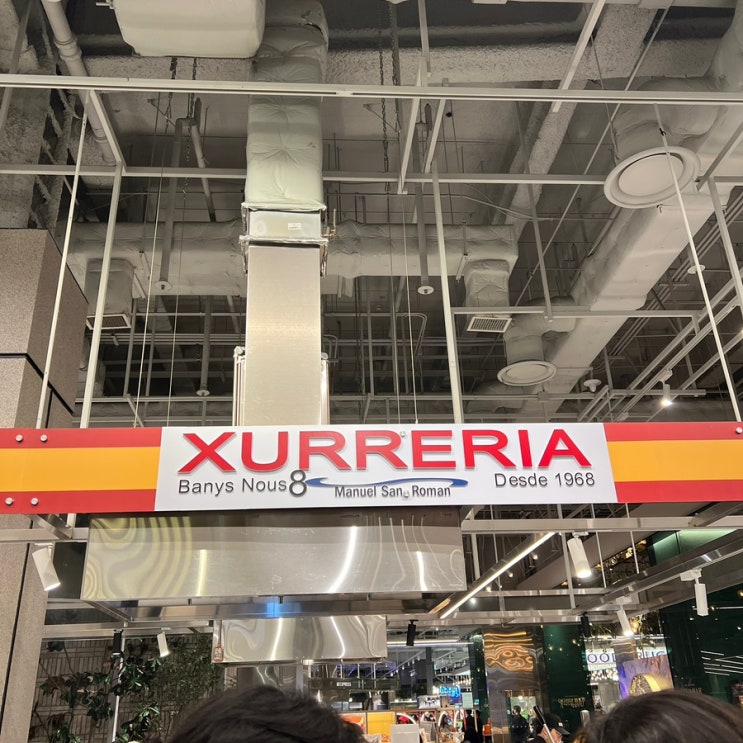 XURRERIA
Banys Nous 8 Manuel San Roman Desde 1968